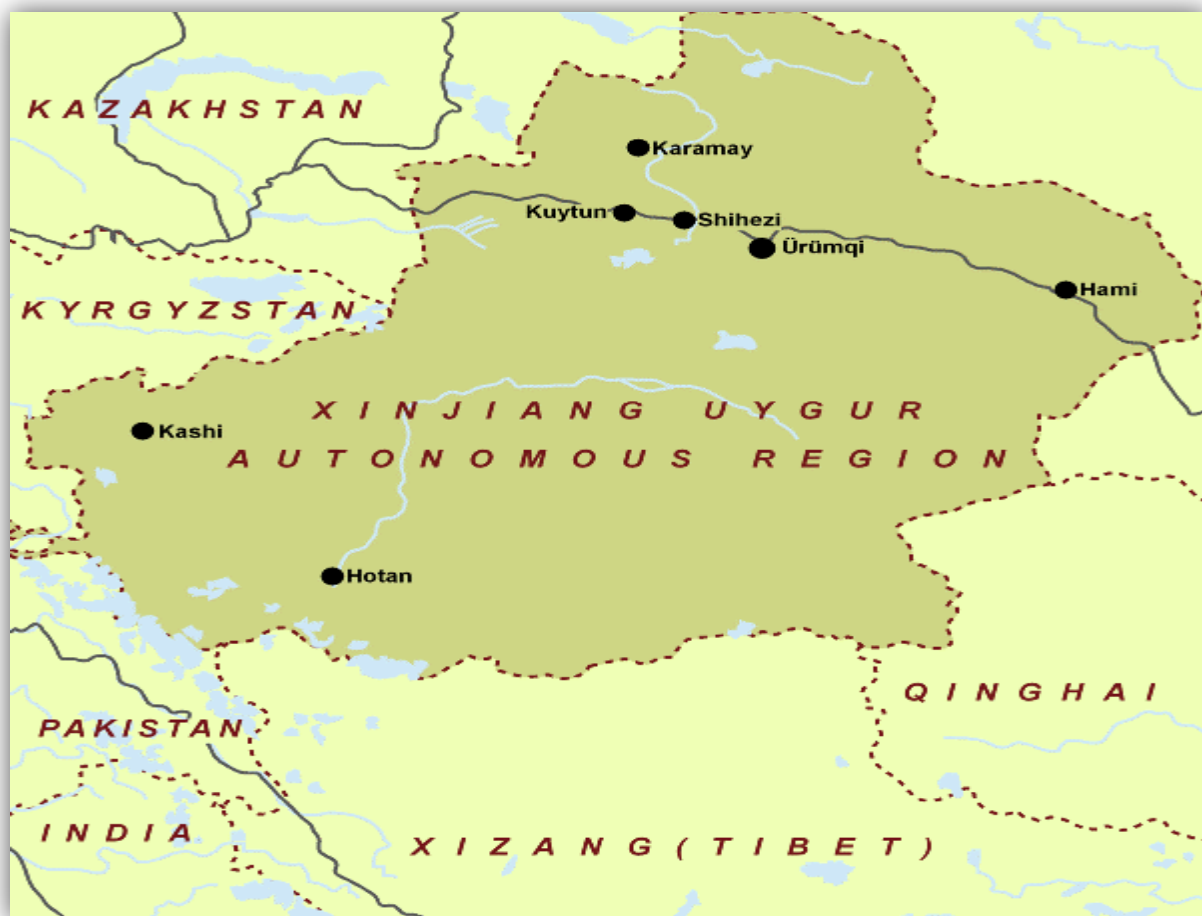 KAZAKHSTAN
Karamay
Kuytun
Shihezi
Ürümqi
Hami
KYRGYZSTAN
XINJIANG UYGUR
AUTONOMOUS REGION
Kashi
Hotan
QINGHAI
PAKISTAN
INDIA
XIZANG (TIBET)